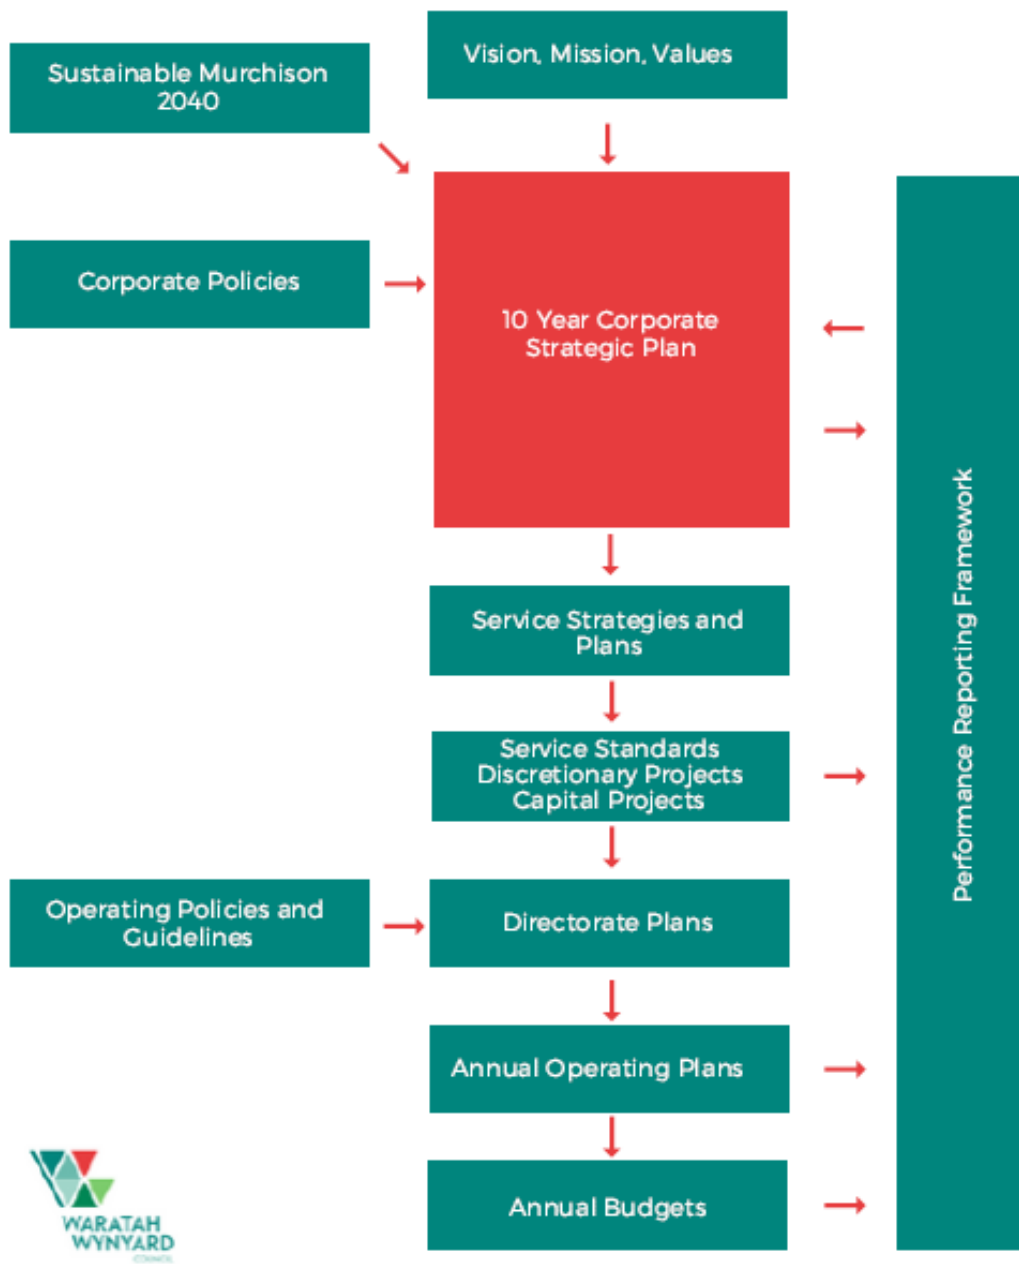 Vision, Mission, Values
Sustainable Murchison
2040
Corporate Policies
10 Year Corporate
Strategic Plan
Service Strategies and
Plans
Service Standards
Discretionary Projects
Capital Projects
Operating Policies and
Guidelines
Directorate Plans
Annual Operating Plans
Annual Budgets
Performance Reporting Framework
WARATAH
WYNYARD
COUNCIL